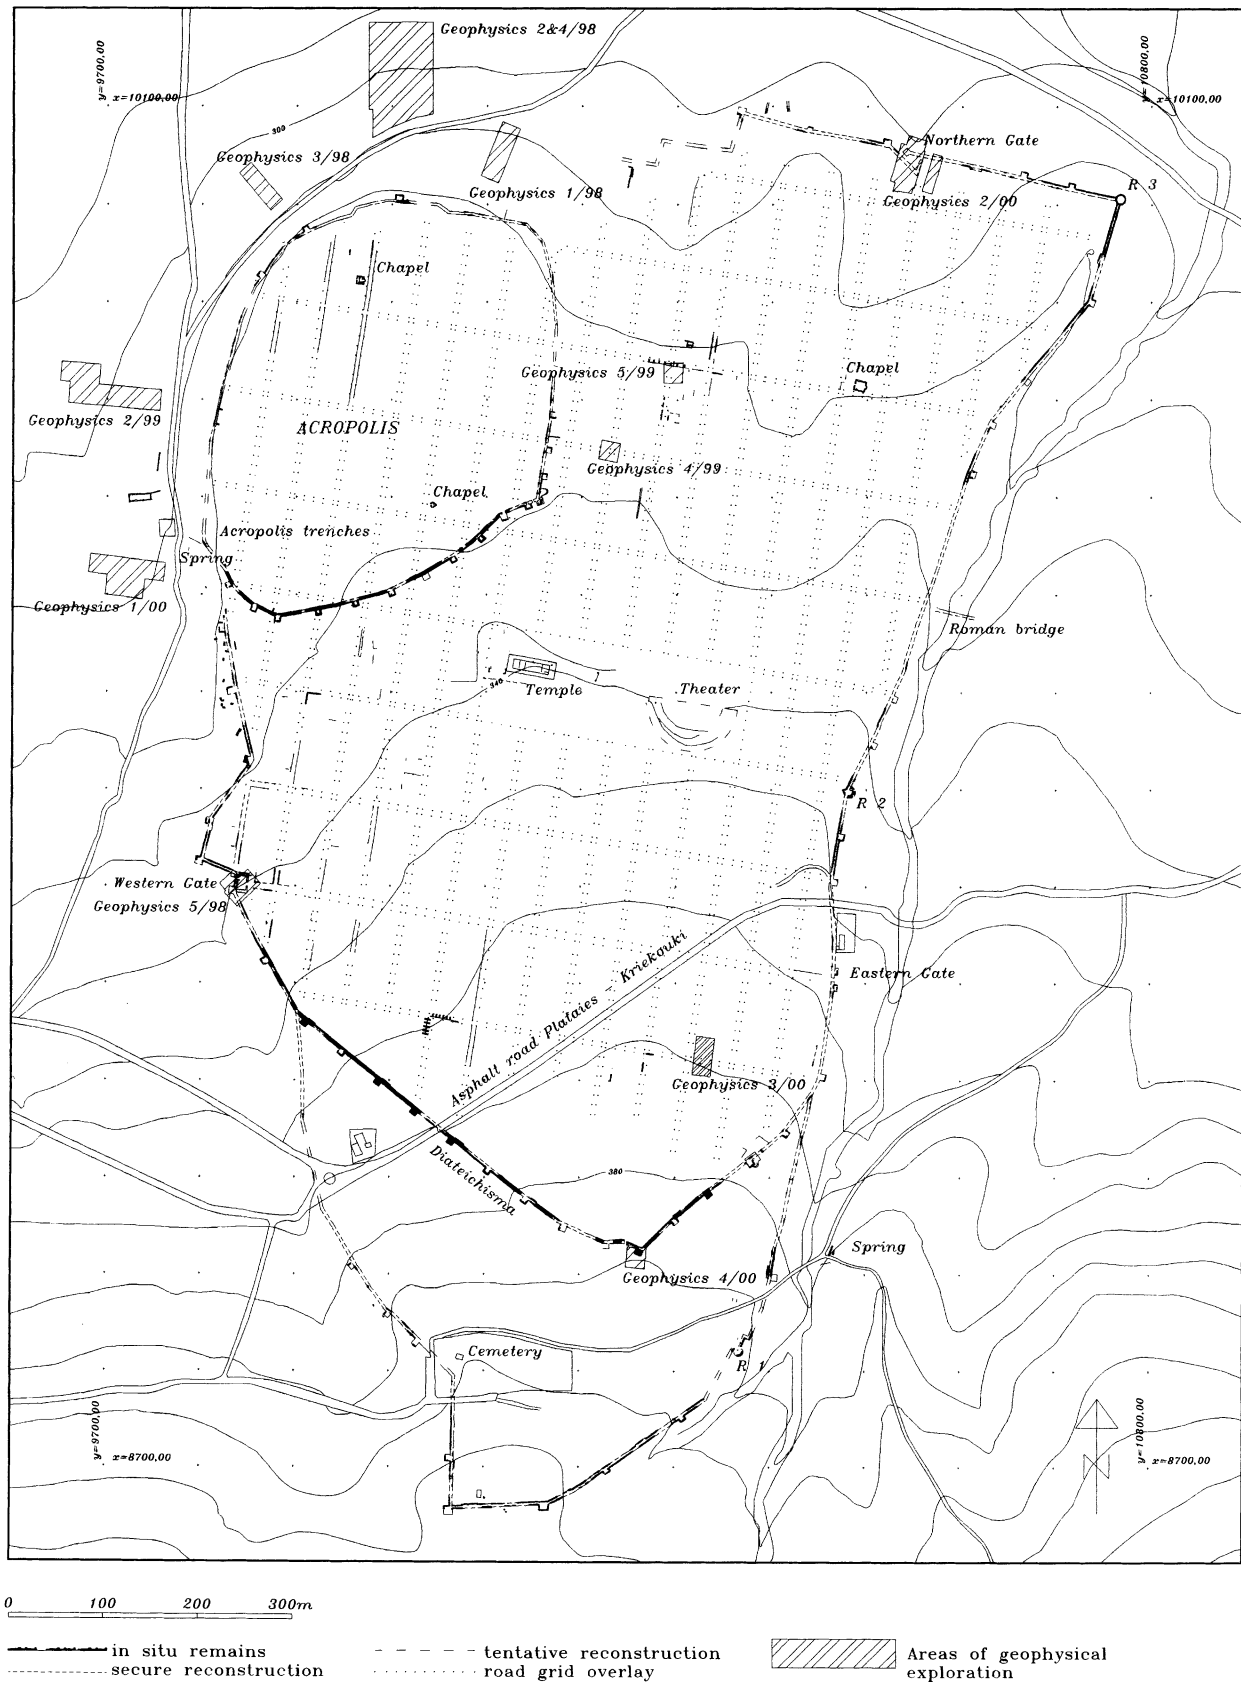 Geophysics 2&4/98
y=9700,00
x=10100,00
y=10800,00
x=10100,00
300
Northern Gate
Geophysics 3/98
R 3
Geophysics 1/98
Geophysics 2/00
Chapel
Geophysics 5/99
Chapel
Geophysics 2/99
ACROPOLIS
Geophysics 4/99
Chapel
Acropolis trenches
Spring
Geophysics 1/00
Roman bridge
340
Temple
Theater
R 2
Western Gate
Geophysics 5/98
Asphalt road Plataies - Kriekouki
Eastern Gate
Geophysics 3/00
Diateichisma
380
Spring
Geophysics 4/00
Cemetery
R 1
y=9700,00
x=8700,00
y=10800,00
x=8700,00
N
0 100 200 300m
in situ remains
secure reconstruction
tentative reconstruction
road grid overlay
Areas of geophysical
exploration